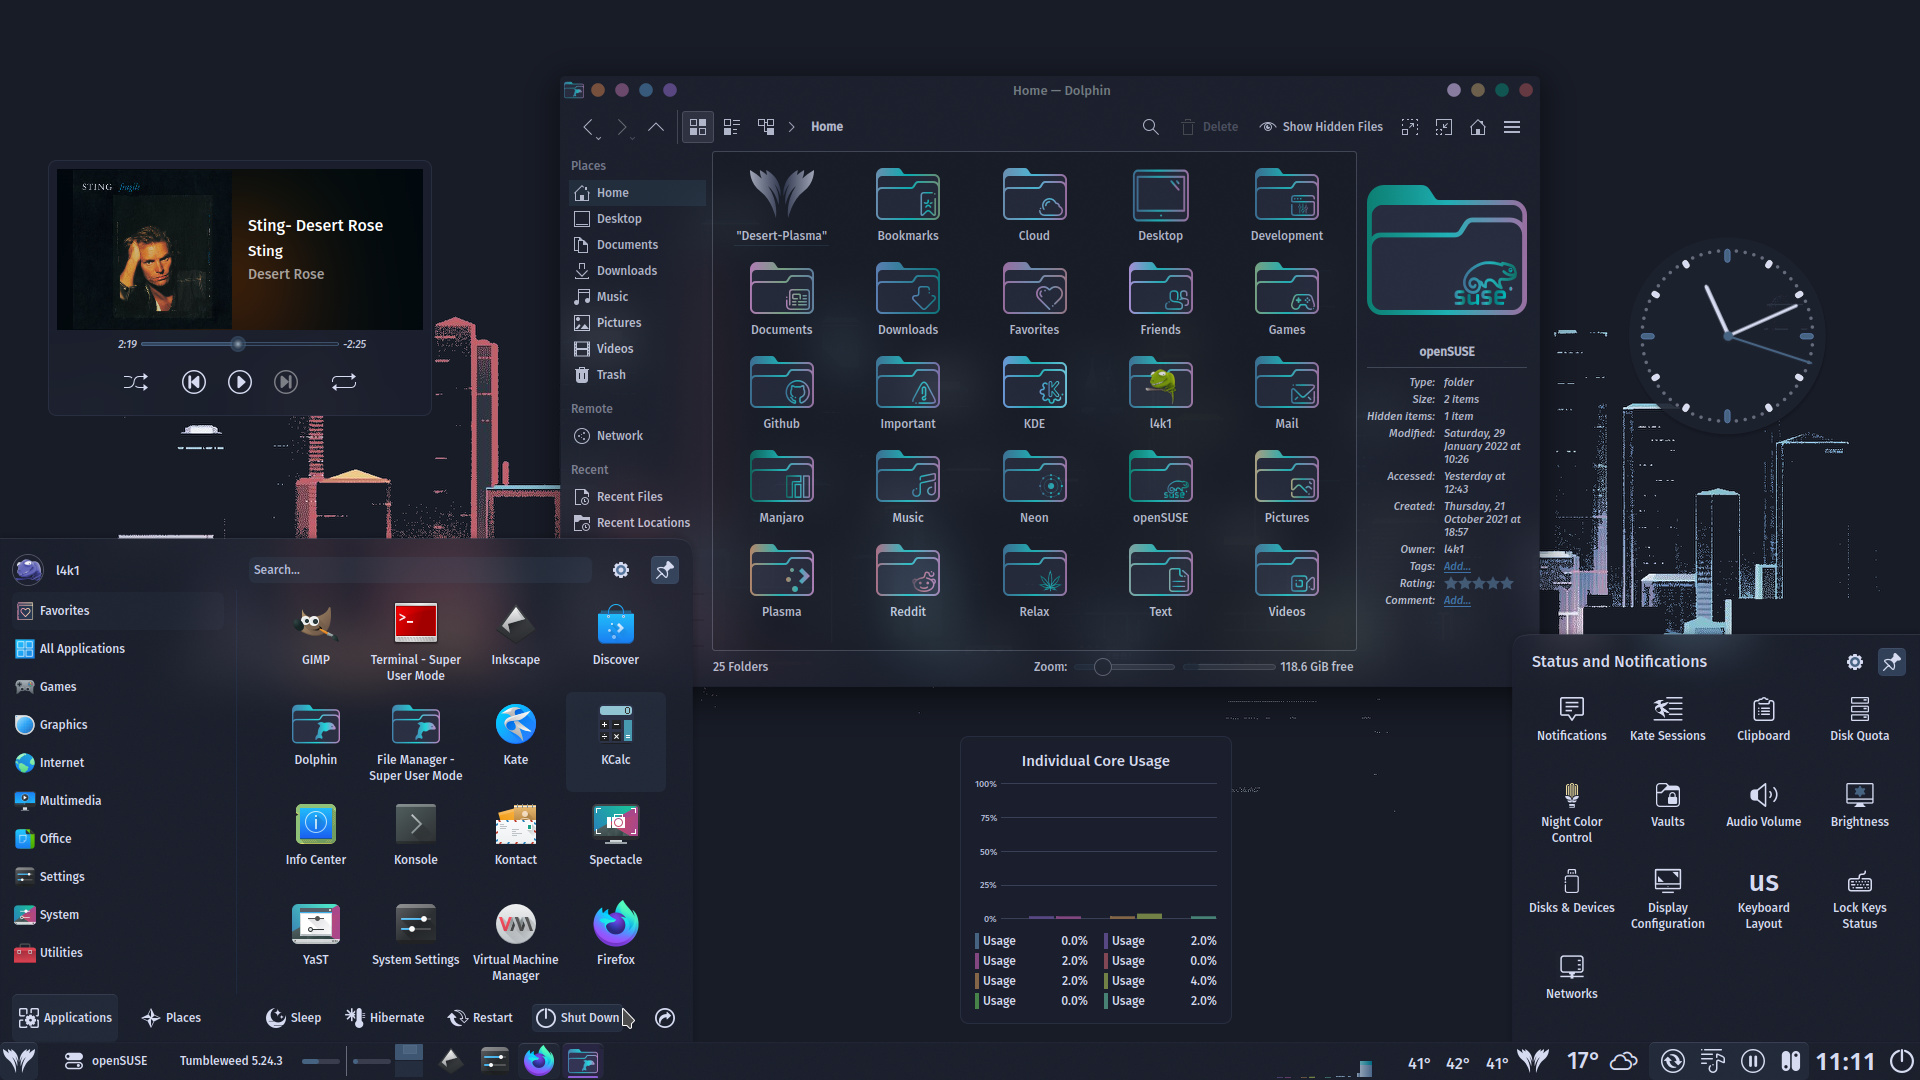 Home — Dolphin
Home
Delete
Show Hidden Files
Places
Home
Desktop
Documents
Downloads
Music
Pictures
Videos
Trash
Remote
Network
Recent
Recent Files
Recent Locations
"Desert-Plasma"
Bookmarks
Cloud
Desktop
Development
Documents
Downloads
Favorites
Friends
Games
Github
Important
KDE
l4k1
Mail
Manjaro
Music
Neon
suse
openSUSE
Pictures
Plasma
Reddit
Relax
Text
Videos
25 Folders
Zoom:
118.6 GiB free
suse
openSUSE
Type: folder
Size: 2 items
Hidden items: 1 item
Modified: Saturday, 29
January 2022 at
10:26
Accessed: Yesterday at
12:43
Created: Thursday, 21
October 2021 at
18:57
Owner: l4k1
Tags: Add...
Rating:
Comment: Add...
STING fragile
Sting- Desert Rose
Sting
Desert Rose
2:19
-2:25
l4k1
Search...
Favorites
All Applications
Games
Graphics
Internet
Multimedia
Office
Settings
System
Utilities
GIMP
Terminal - Super
User Mode
Inkscape
Discover
Dolphin
File Manager -
Super User Mode
Kate
KCalc
Info Center
Konsole
Kontact
Spectacle
YaST
System Settings
Virtual Machine
Manager
Firefox
Applications
Places
Sleep
Hibernate
Restart
Shut Down
Individual Core Usage
100%
75%
50%
25%
0%
Usage 0.0% Usage 2.0%
Usage 2.0% Usage 0.0%
Usage 2.0% Usage 4.0%
Usage 0.0% Usage 2.0%
Status and Notifications
Notifications
Kate Sessions
Clipboard
Disk Quota
Night Color
Control
Vaults
Audio Volume
Brightness
Disks & Devices
Display
Configuration
us
Keyboard
Layout
Lock Keys
Status
Networks
openSUSE
Tumbleweed 5.24.3
41° 42° 41°
17°
11:11